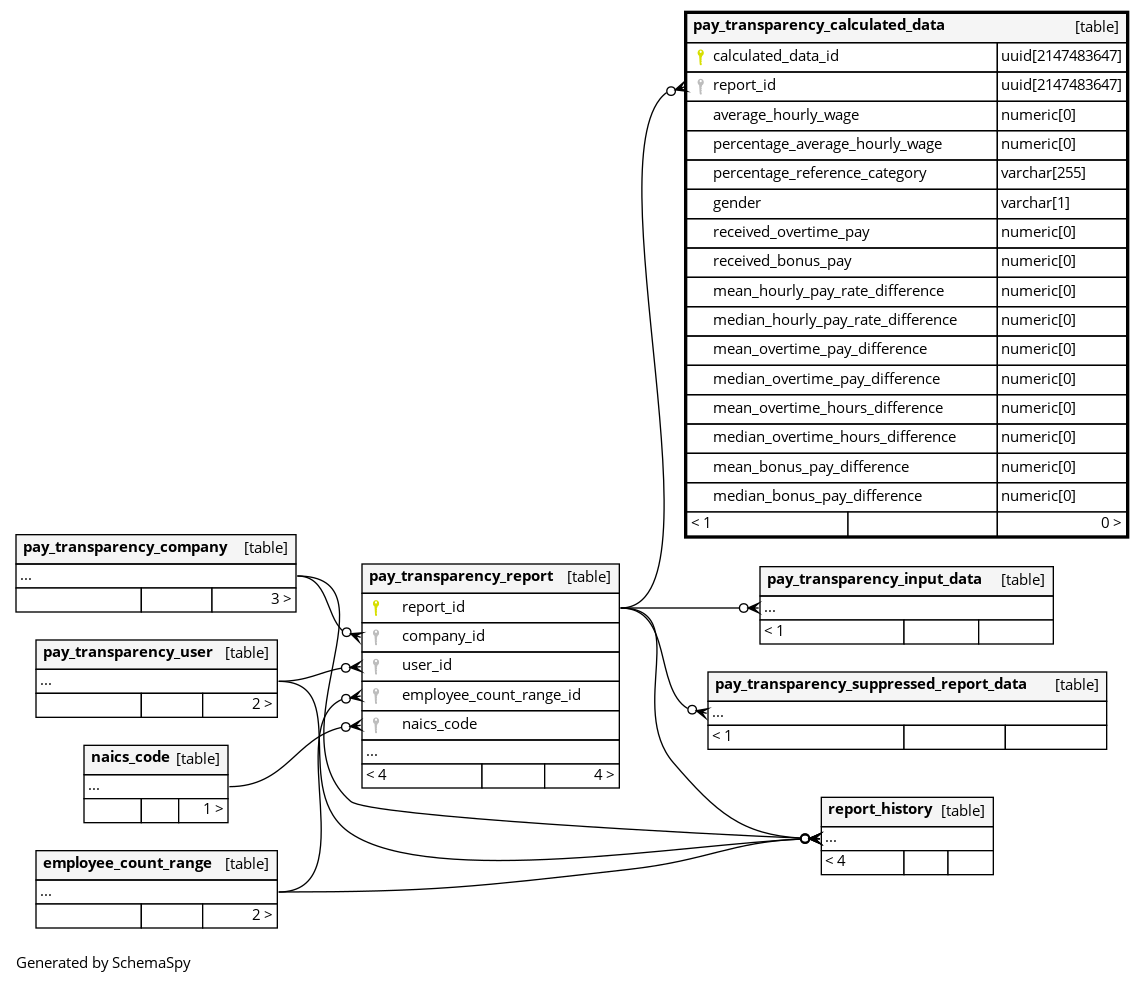 pay_transparency_calculated_data [table]
calculated_data_id uuid[2147483647]
report_id uuid[2147483647]
average_hourly_wage numeric[0]
percentage_average_hourly_wage numeric[0]
percentage_reference_category varchar[255]
gender varchar[1]
received_overtime_pay numeric[0]
received_bonus_pay numeric[0]
mean_hourly_pay_rate_difference numeric[0]
median_hourly_pay_rate_difference numeric[0]
mean_overtime_pay_difference numeric[0]
median_overtime_pay_difference numeric[0]
mean_overtime_hours_difference numeric[0]
median_overtime_hours_difference numeric[0]
mean_bonus_pay_difference numeric[0]
median_bonus_pay_difference numeric[0]
< 1 0 >
pay_transparency_company [table]
...
3 >
pay_transparency_user [table]
...
2 >
naics_code [table]
...
1 >
employee_count_range [table]
...
2 >
pay_transparency_report [table]
report_id
company_id
user_id
employee_count_range_id
naics_code
...
< 4 4 >
pay_transparency_input_data [table]
...
< 1
pay_transparency_suppressed_report_data [table]
...
< 1
report_history [table]
...
< 4
Generated by SchemaSpy